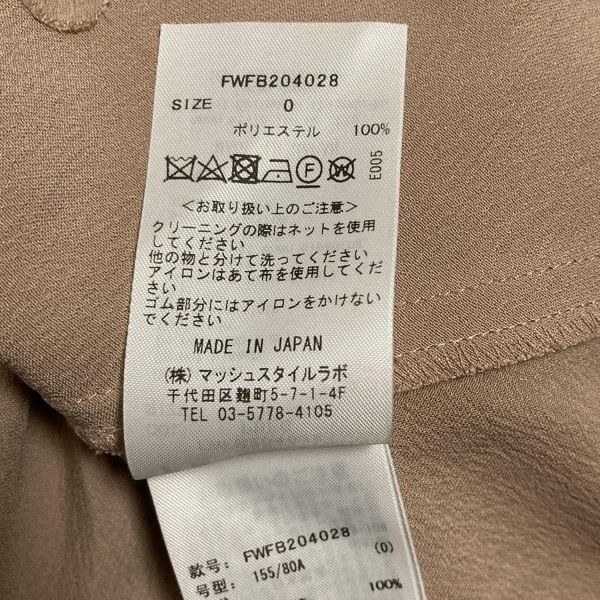 FWFB204028
SIZE 0
ポリエステル 100%
F W
E005
<お取り扱い上のご注意>
クリーニングの際はネットを使用
してください
他の物と分けて洗ってください
アイロンはあて布を使用してくだ
さい
ゴム部分にはアイロンをかけない
でください
MADE IN JAPAN
(株)マッシュスタイルラボ
千代田区麹町5-7-1-4F
TEL 03-5778-4105
款号: FWFB204028
号型: 155/80A (0)
100%